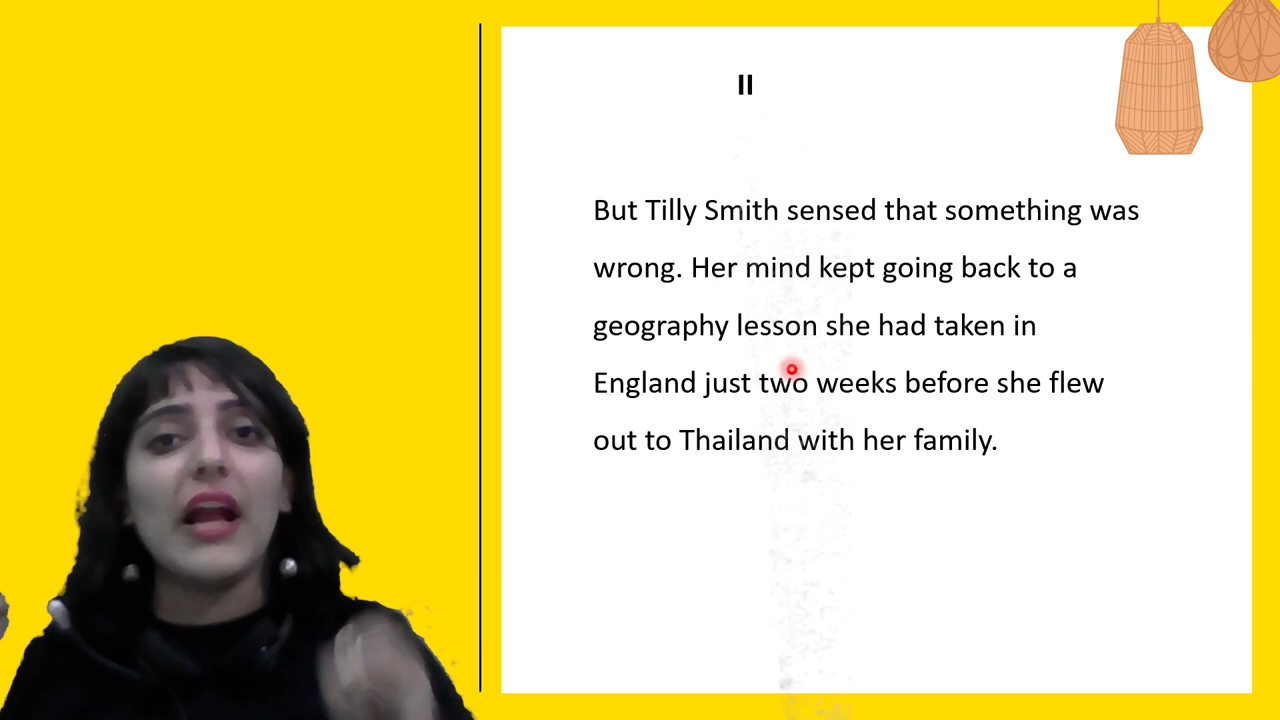 II
But Tilly Smith sensed that something was
wrong. Her mind kept going back to a
geography lesson she had taken in
England just two weeks before she flew
out to Thailand with her family.